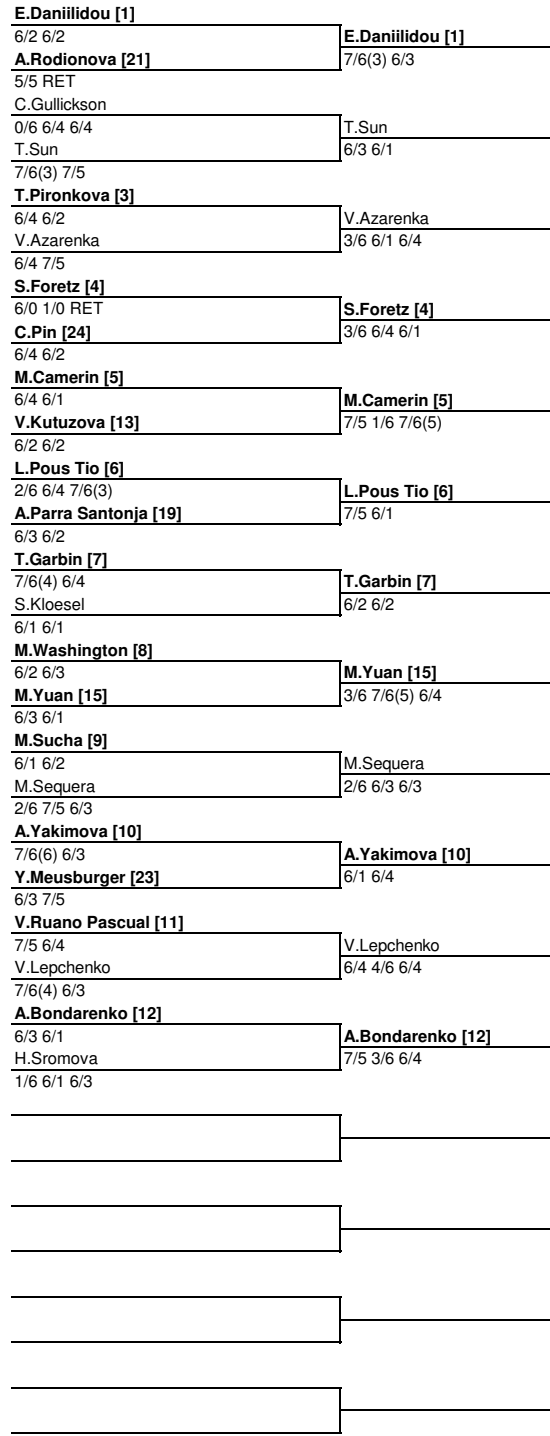 E.Daniilidou [1]
6/2 6/2
E.Daniilidou [1]
A.Rodionova [21]
7/6(3) 6/3
5/5 RET
C.Gullickson
0/6 6/4 6/4
T.Sun
T.Sun
6/3 6/1
7/6(3) 7/5
T.Pironkova [3]
6/4 6/2
V.Azarenka
V.Azarenka
3/6 6/1 6/4
6/4 7/5
S.Foretz [4]
6/0 1/0 RET
S.Foretz [4]
C.Pin [24]
3/6 6/4 6/1
6/4 6/2
M.Camerin [5]
6/4 6/1
M.Camerin [5]
V.Kutuzova [13]
7/5 1/6 7/6(5)
6/2 6/2
L.Pous Tio [6]
2/6 6/4 7/6(3)
L.Pous Tio [6]
A.Parra Santonja [19]
7/5 6/1
6/3 6/2
T.Garbin [7]
7/6(4) 6/4
T.Garbin [7]
S.Kloesel
6/2 6/2
6/1 6/1
M.Washington [8]
6/2 6/3
M.Yuan [15]
M.Yuan [15]
3/6 7/6(5) 6/4
6/3 6/1
M.Sucha [9]
6/1 6/2
M.Sequera
M.Sequera
2/6 6/3 6/3
2/6 7/5 6/3
A.Yakimova [10]
7/6(6) 6/3
A.Yakimova [10]
Y.Meusburger [23]
6/1 6/4
6/3 7/5
V.Ruano Pascual [11]
7/5 6/4
V.Lepchenko
V.Lepchenko
6/4 4/6 6/4
7/6(4) 6/3
A.Bondarenko [12]
6/3 6/1
A.Bondarenko [12]
H.Sromova
7/5 3/6 6/4
1/6 6/1 6/3